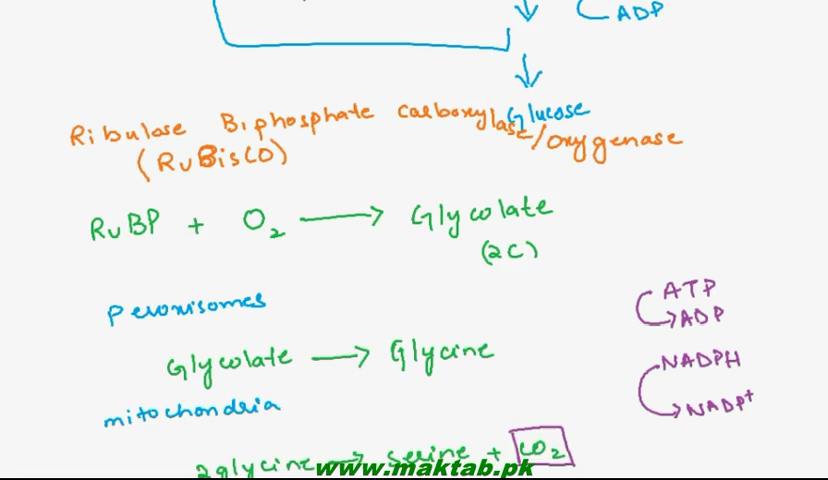 ADP
Glucose
Ribulose Biphosphate carboxylase/oxygenase
(RuBisCO)
RuBP + O2 → Glycolate
(2C)
ATP
→ADP
Peroxisomes
Glycolate → Glycine
NADPH
→NADP+
mitochondria
2glycine → serine + CO2
www.maktab.pk